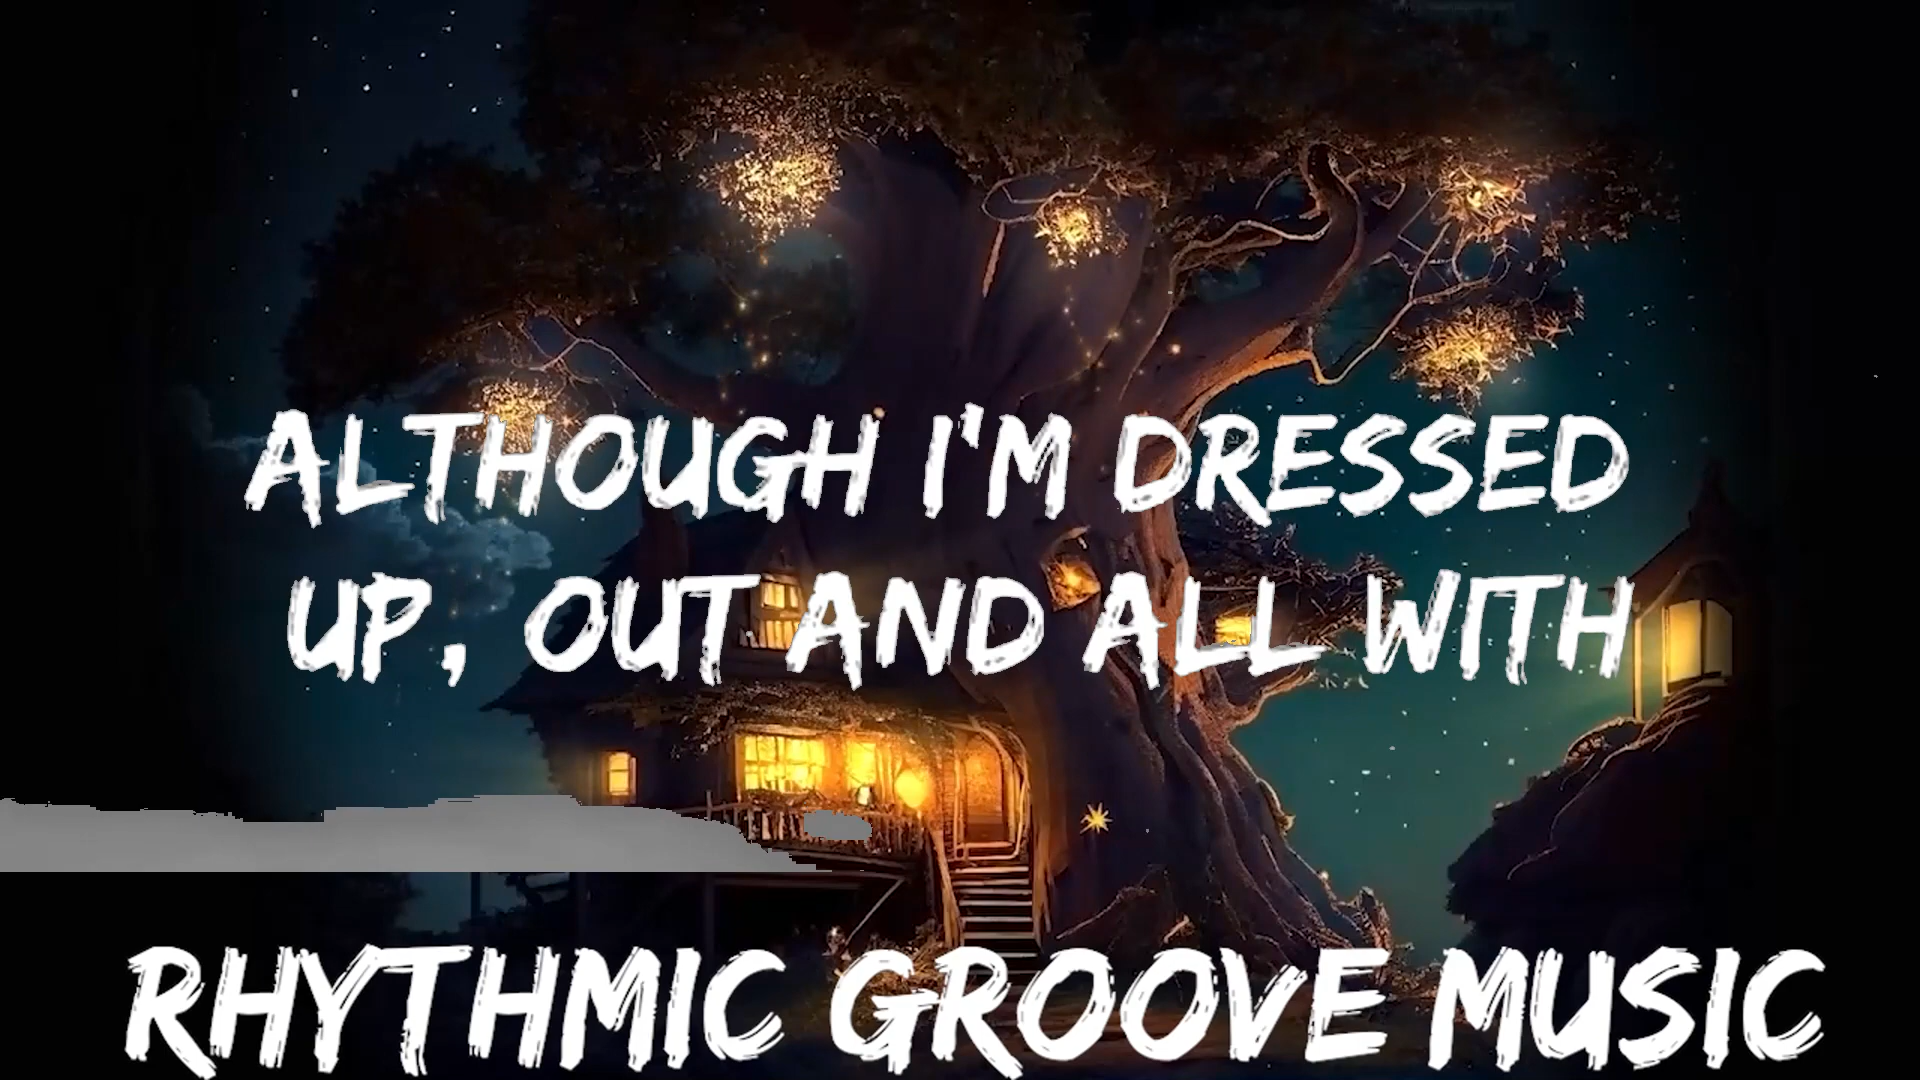 ALTHOUGH I'M DRESSED
UP, OUT AND ALL WITH
RHYTHMIC GROOVE MUSIC